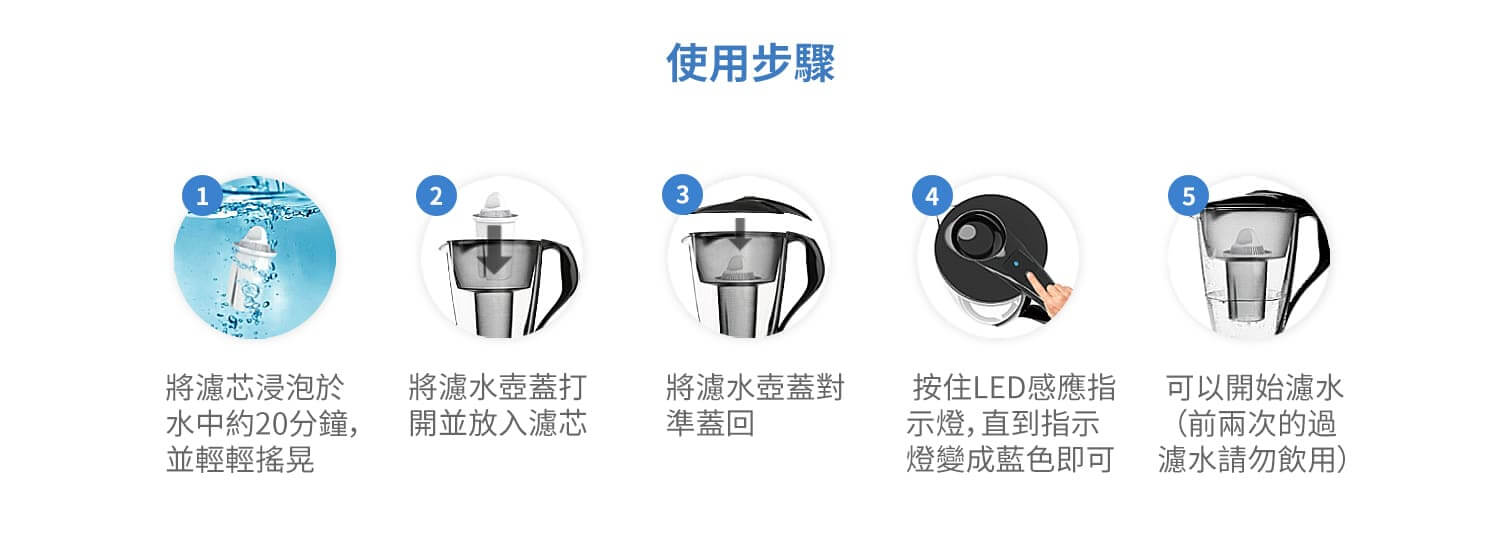 使用步驟
1
將濾芯浸泡於
水中約20分鐘,
並輕輕搖晃
2
將濾水壺蓋打
開並放入濾芯
3
將濾水壺蓋對
準蓋回
4
按住LED感應指
示燈, 直到指示
燈變成藍色即可
5
可以開始濾水
（前兩次的過
濾水請勿飲用）